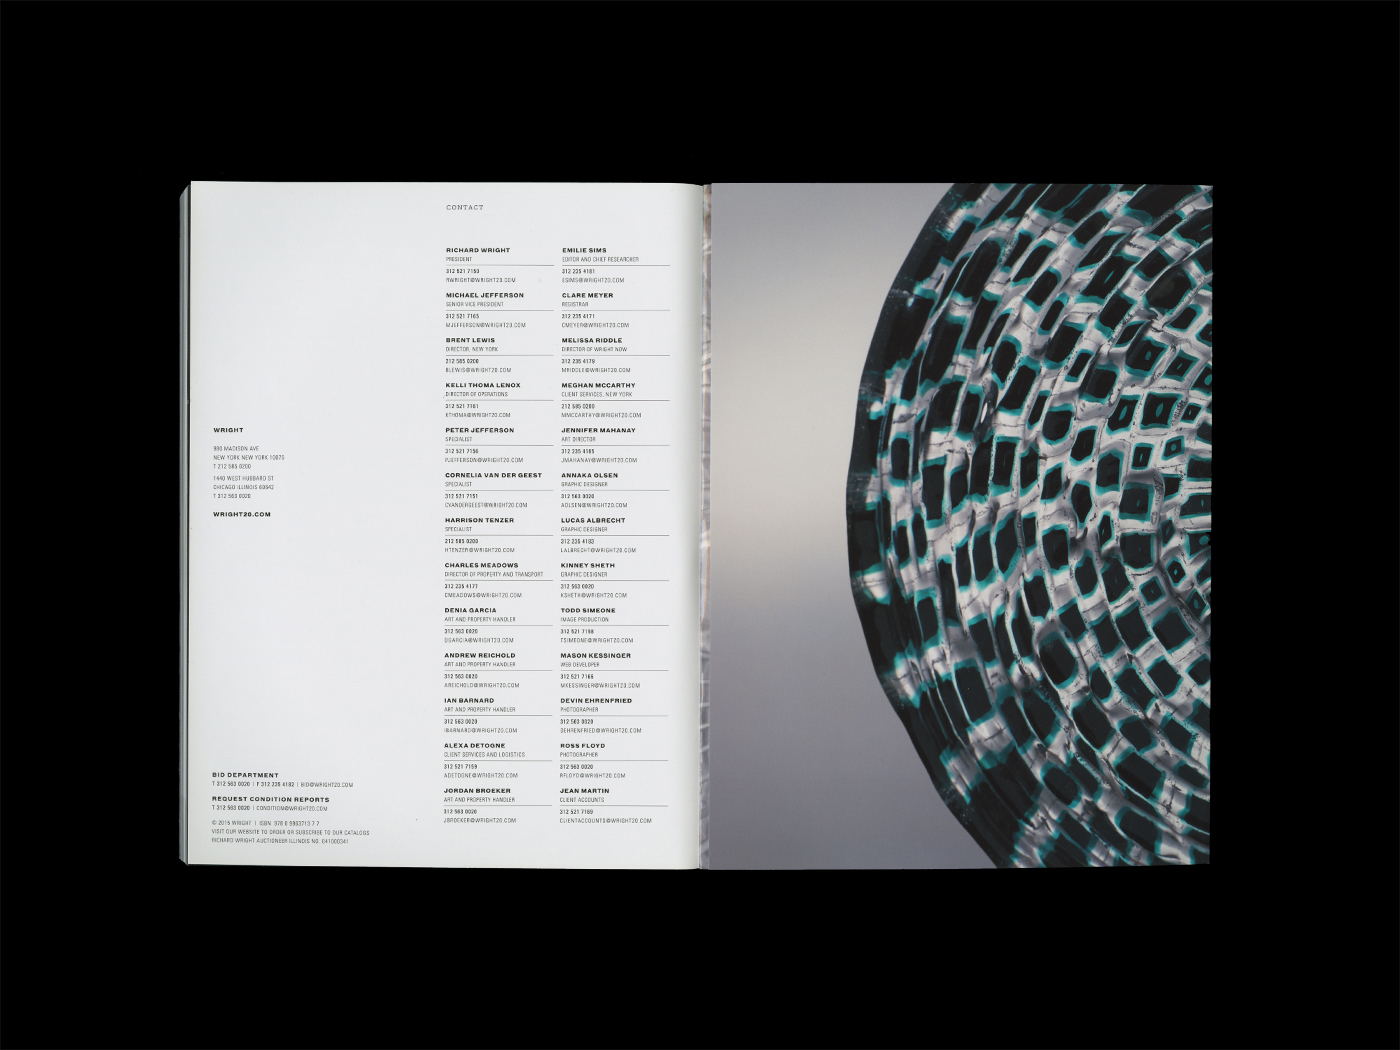 CONTACT
RICHARD WRIGHT
PRESIDENT
312 521 7150
RWRIGHT@WRIGHT20.COM
MICHAEL JEFFERSON
SENIOR VICE PRESIDENT
312 521 7165
MJEFFERSON@WRIGHT20.COM
BRENT LEWIS
DIRECTOR, NEW YORK
212 585 0200
BLEWIS@WRIGHT20.COM
KELLI THOMA LENOX
DIRECTOR OF OPERATIONS
312 521 7161
KTHOMA@WRIGHT20.COM
PETER JEFFERSON
SPECIALIST
312 521 7156
PJEFFERSON@WRIGHT20.COM
CORNELIA VAN DER GEEST
SPECIALIST
312 521 7151
CVANDERGEEST@WRIGHT20.COM
HARRISON TENZER
SPECIALIST
212 585 0200
HTENZER@WRIGHT20.COM
CHARLES MEADOWS
DIRECTOR OF PROPERTY AND TRANSPORT
312 235 4177
CMEADOWS@WRIGHT20.COM
DENIA GARCIA
ART AND PROPERTY HANDLER
312 563 0020
DGARCIA@WRIGHT20.COM
ANDREW REICHOLD
ART AND PROPERTY HANDLER
312 563 0020
AREICHOLD@WRIGHT20.COM
IAN BARNARD
ART AND PROPERTY HANDLER
312 563 0020
IBARNARD@WRIGHT20.COM
ALEXA DETOGNE
CLIENT SERVICES AND LOGISTICS
312 521 7159
ADETOGNE@WRIGHT20.COM
JORDAN BROEKER
ART AND PROPERTY HANDLER
312 563 0020
JBROEKER@WRIGHT20.COM
EMILIE SIMS
EDITOR AND CHIEF RESEARCHER
312 235 4181
ESIMS@WRIGHT20.COM
CLARE MEYER
REGISTRAR
312 235 4171
CMEYER@WRIGHT20.COM
MELISSA RIDDLE
DIRECTOR OF WRIGHT NOW
312 235 4179
MRIDDLE@WRIGHT20.COM
MEGHAN MCCARTHY
CLIENT SERVICES, NEW YORK
212 585 0200
MMCCARTHY@WRIGHT20.COM
JENNIFER MAHANAY
ART DIRECTOR
312 235 4185
JMAHANAY@WRIGHT20.COM
ANNAKA OLSEN
GRAPHIC DESIGNER
312 563 0020
AOLSEN@WRIGHT20.COM
LUCAS ALBRECHT
GRAPHIC DESIGNER
312 235 4183
LALBRECHT@WRIGHT20.COM
KINNEY SHETH
GRAPHIC DESIGNER
312 563 0020
KSHETH@WRIGHT20.COM
TODD SIMEONE
IMAGE PRODUCTION
312 521 7198
TSIMEONE@WRIGHT20.COM
MASON KESSINGER
WEB DEVELOPER
312 521 7166
MKESSINGER@WRIGHT20.COM
DEVIN EHRENFRIED
PHOTOGRAPHER
312 563 0020
DEHRENFRIED@WRIGHT20.COM
ROSS FLOYD
PHOTOGRAPHER
312 563 0020
RFLOYD@WRIGHT20.COM
JEAN MARTIN
CLIENT ACCOUNTS
312 521 7169
CLIENTACCOUNTS@WRIGHT20.COM
WRIGHT
980 MADISON AVE
NEW YORK NEW YORK 10075
T 212 585 0200
1440 WEST HUBBARD ST
CHICAGO ILLINOIS 60642
T 312 563 0020
WRIGHT20.COM
BID DEPARTMENT
T 312 563 0020 | F 312 235 4182 | BID@WRIGHT20.COM
REQUEST CONDITION REPORTS
T 312 563 0020 | CONDITION@WRIGHT20.COM
© 2015 WRIGHT | ISBN 978 0 9963713 7 7
VISIT OUR WEBSITE TO ORDER OR SUBSCRIBE TO OUR CATALOGS
RICHARD WRIGHT AUCTIONEER ILLINOIS NO. 041000341